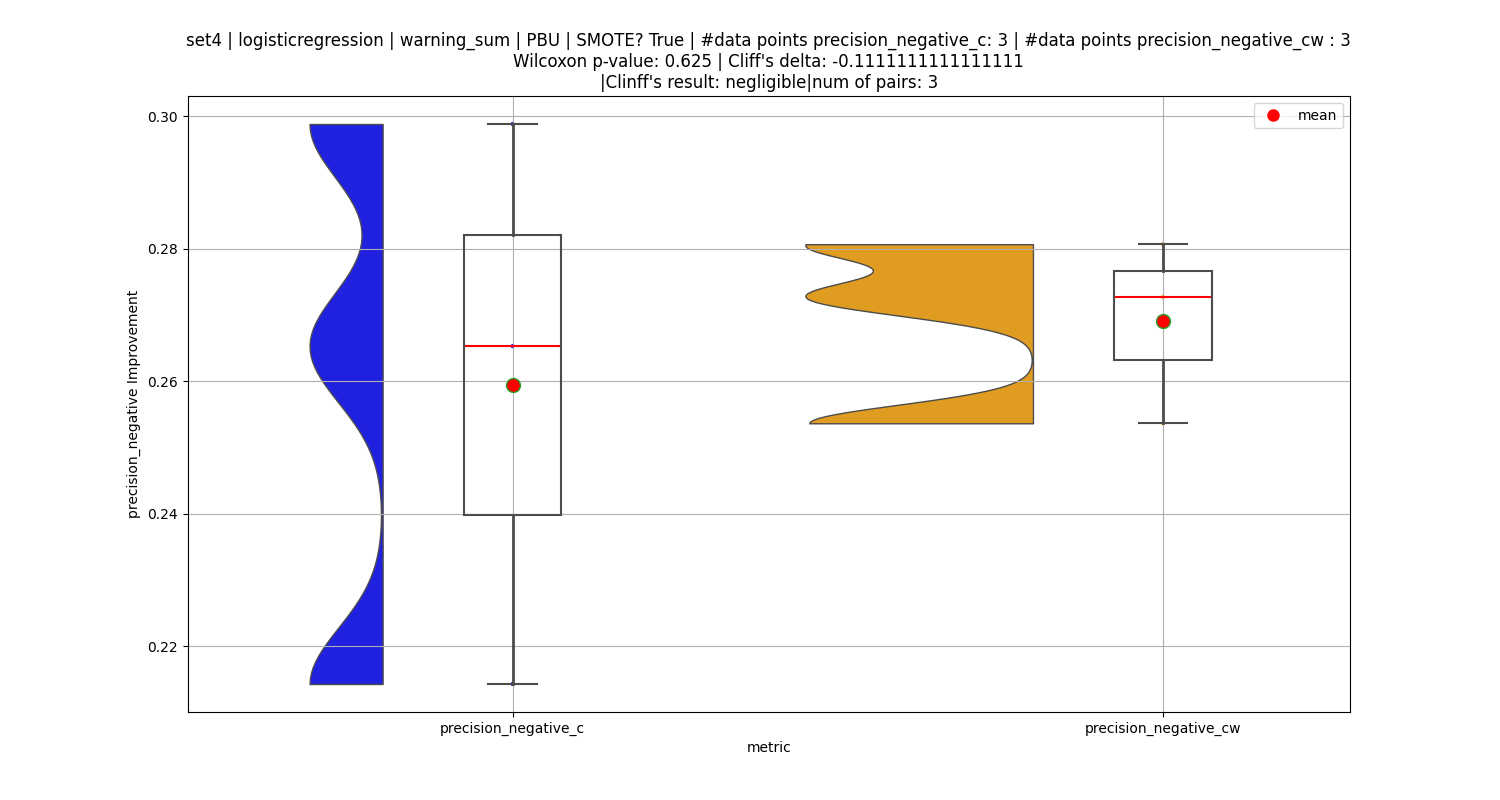 set4 | logisticregression | warning_sum | PBU | SMOTE? True | #data points precision_negative_c: 3 | #data points precision_negative_cw : 3
Wilcoxon p-value: 0.625 | Cliff's delta: -0.1111111111111111
|Clinff's result: negligible|num of pairs: 3
mean
precision_negative Improvement
0.30
0.28
0.26
0.24
0.22
precision_negative_c
precision_negative_cw
metric